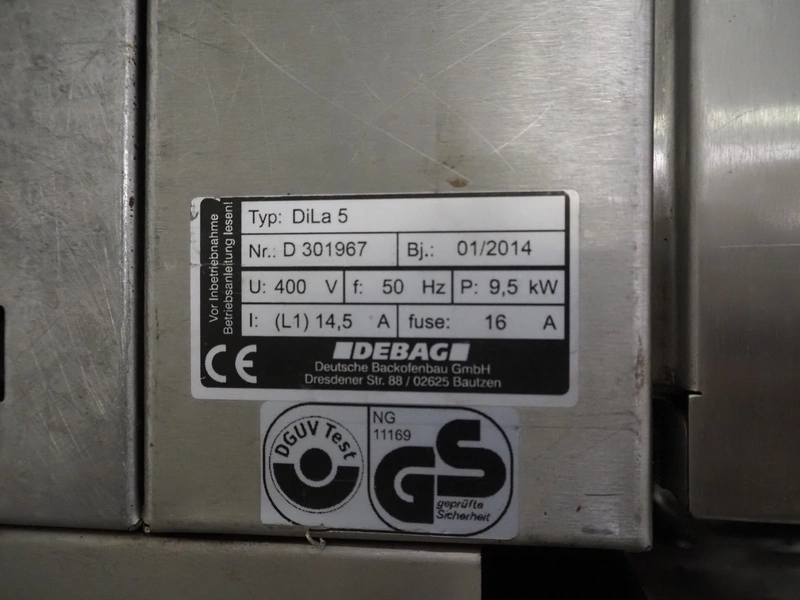 Vor Inbetriebnahme
Betriebsanleitung lesen!
Typ: DiLa 5
Nr.: D 301967 Bj.: 01/2014
U: 400 V f: 50 Hz P: 9,5 kW
I: (L1) 14,5 A fuse: 16 A
CE
DEBAG
Deutsche Backofenbau GmbH
Dresdener Str. 88 / 02625 Bautzen
DGUV Test
NG
11169
GS
geprüfte
Sicherheit